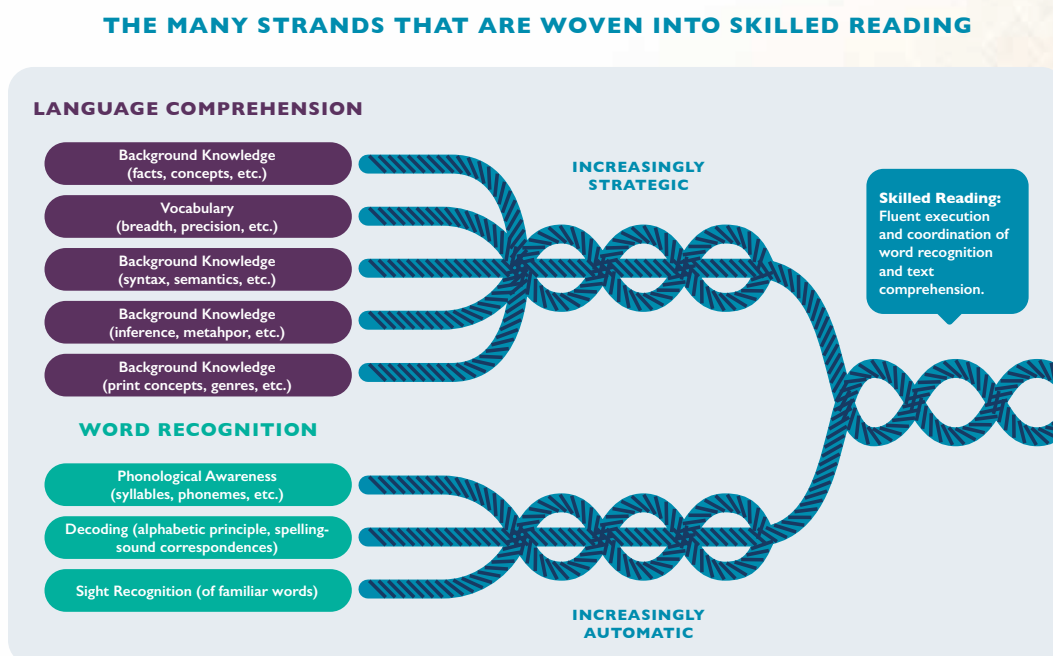 THE MANY STRANDS THAT ARE WOVEN INTO SKILLED READING
LANGUAGE COMPREHENSION
Background Knowledge
(facts, concepts, etc.)
Vocabulary
(breadth, precision, etc.)
Background Knowledge
(syntax, semantics, etc.)
Background Knowledge
(inference, metahpor, etc.)
Background Knowledge
(print concepts, genres, etc.)
INCREASINGLY
STRATEGIC
Skilled Reading:
Fluent execution
and coordination of
word recognition
and text
comprehension.
WORD RECOGNITION
Phonological Awareness
(syllables, phonemes, etc.)
Decoding (alphabetic principle, spelling-
sound correspondences)
Sight Recognition (of familiar words)
INCREASINGLY
AUTOMATIC